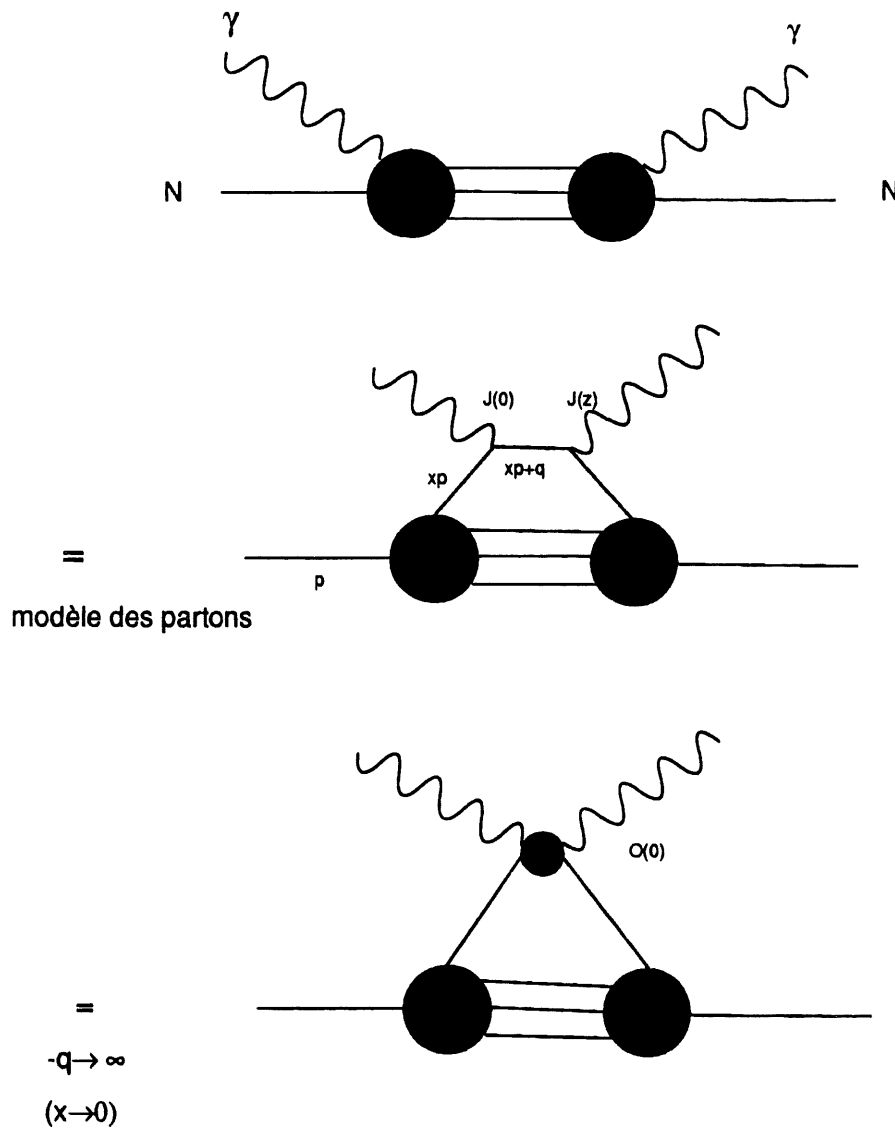 γ
γ
N
N
J(0)
J(z)
xp
xp+q
=
p
modèle des partons
O(0)
=
-q→ ∞
(x→0)